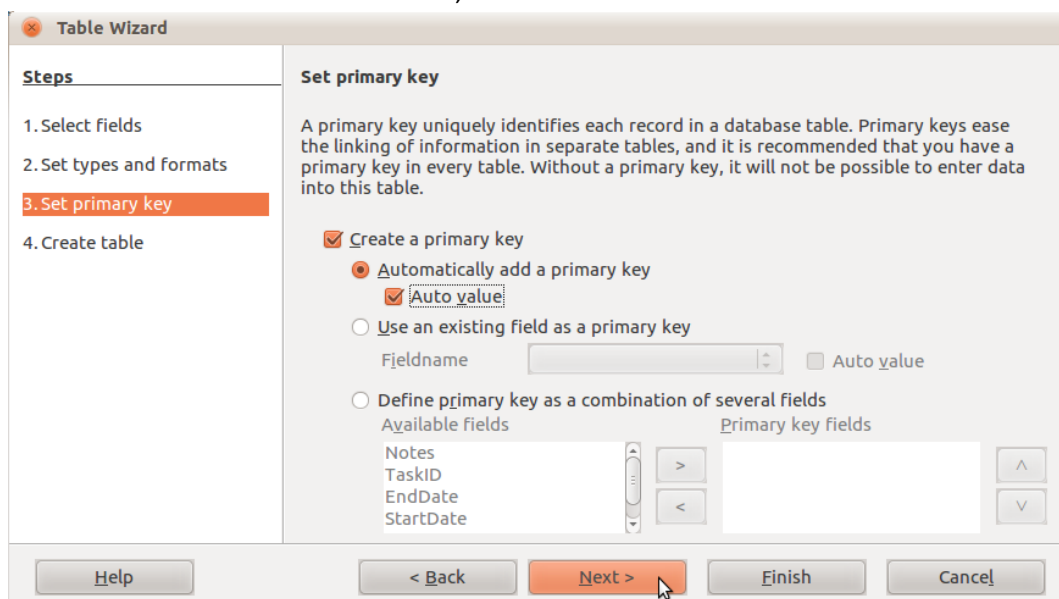 Table Wizard
Steps
1. Select fields
2. Set types and formats
3. Set primary key
4. Create table
Set primary key
A primary key uniquely identifies each record in a database table. Primary keys ease
the linking of information in separate tables, and it is recommended that you have a
primary key in every table. Without a primary key, it will not be possible to enter data
into this table.
Create a primary key
Automatically add a primary key
Auto value
Use an existing field as a primary key
Fieldname
Auto value
Define primary key as a combination of several fields
Available fields
Primary key fields
Notes
TaskID
EndDate
StartDate
>
<
^
v
Help
< Back
Next >
Finish
Cancel